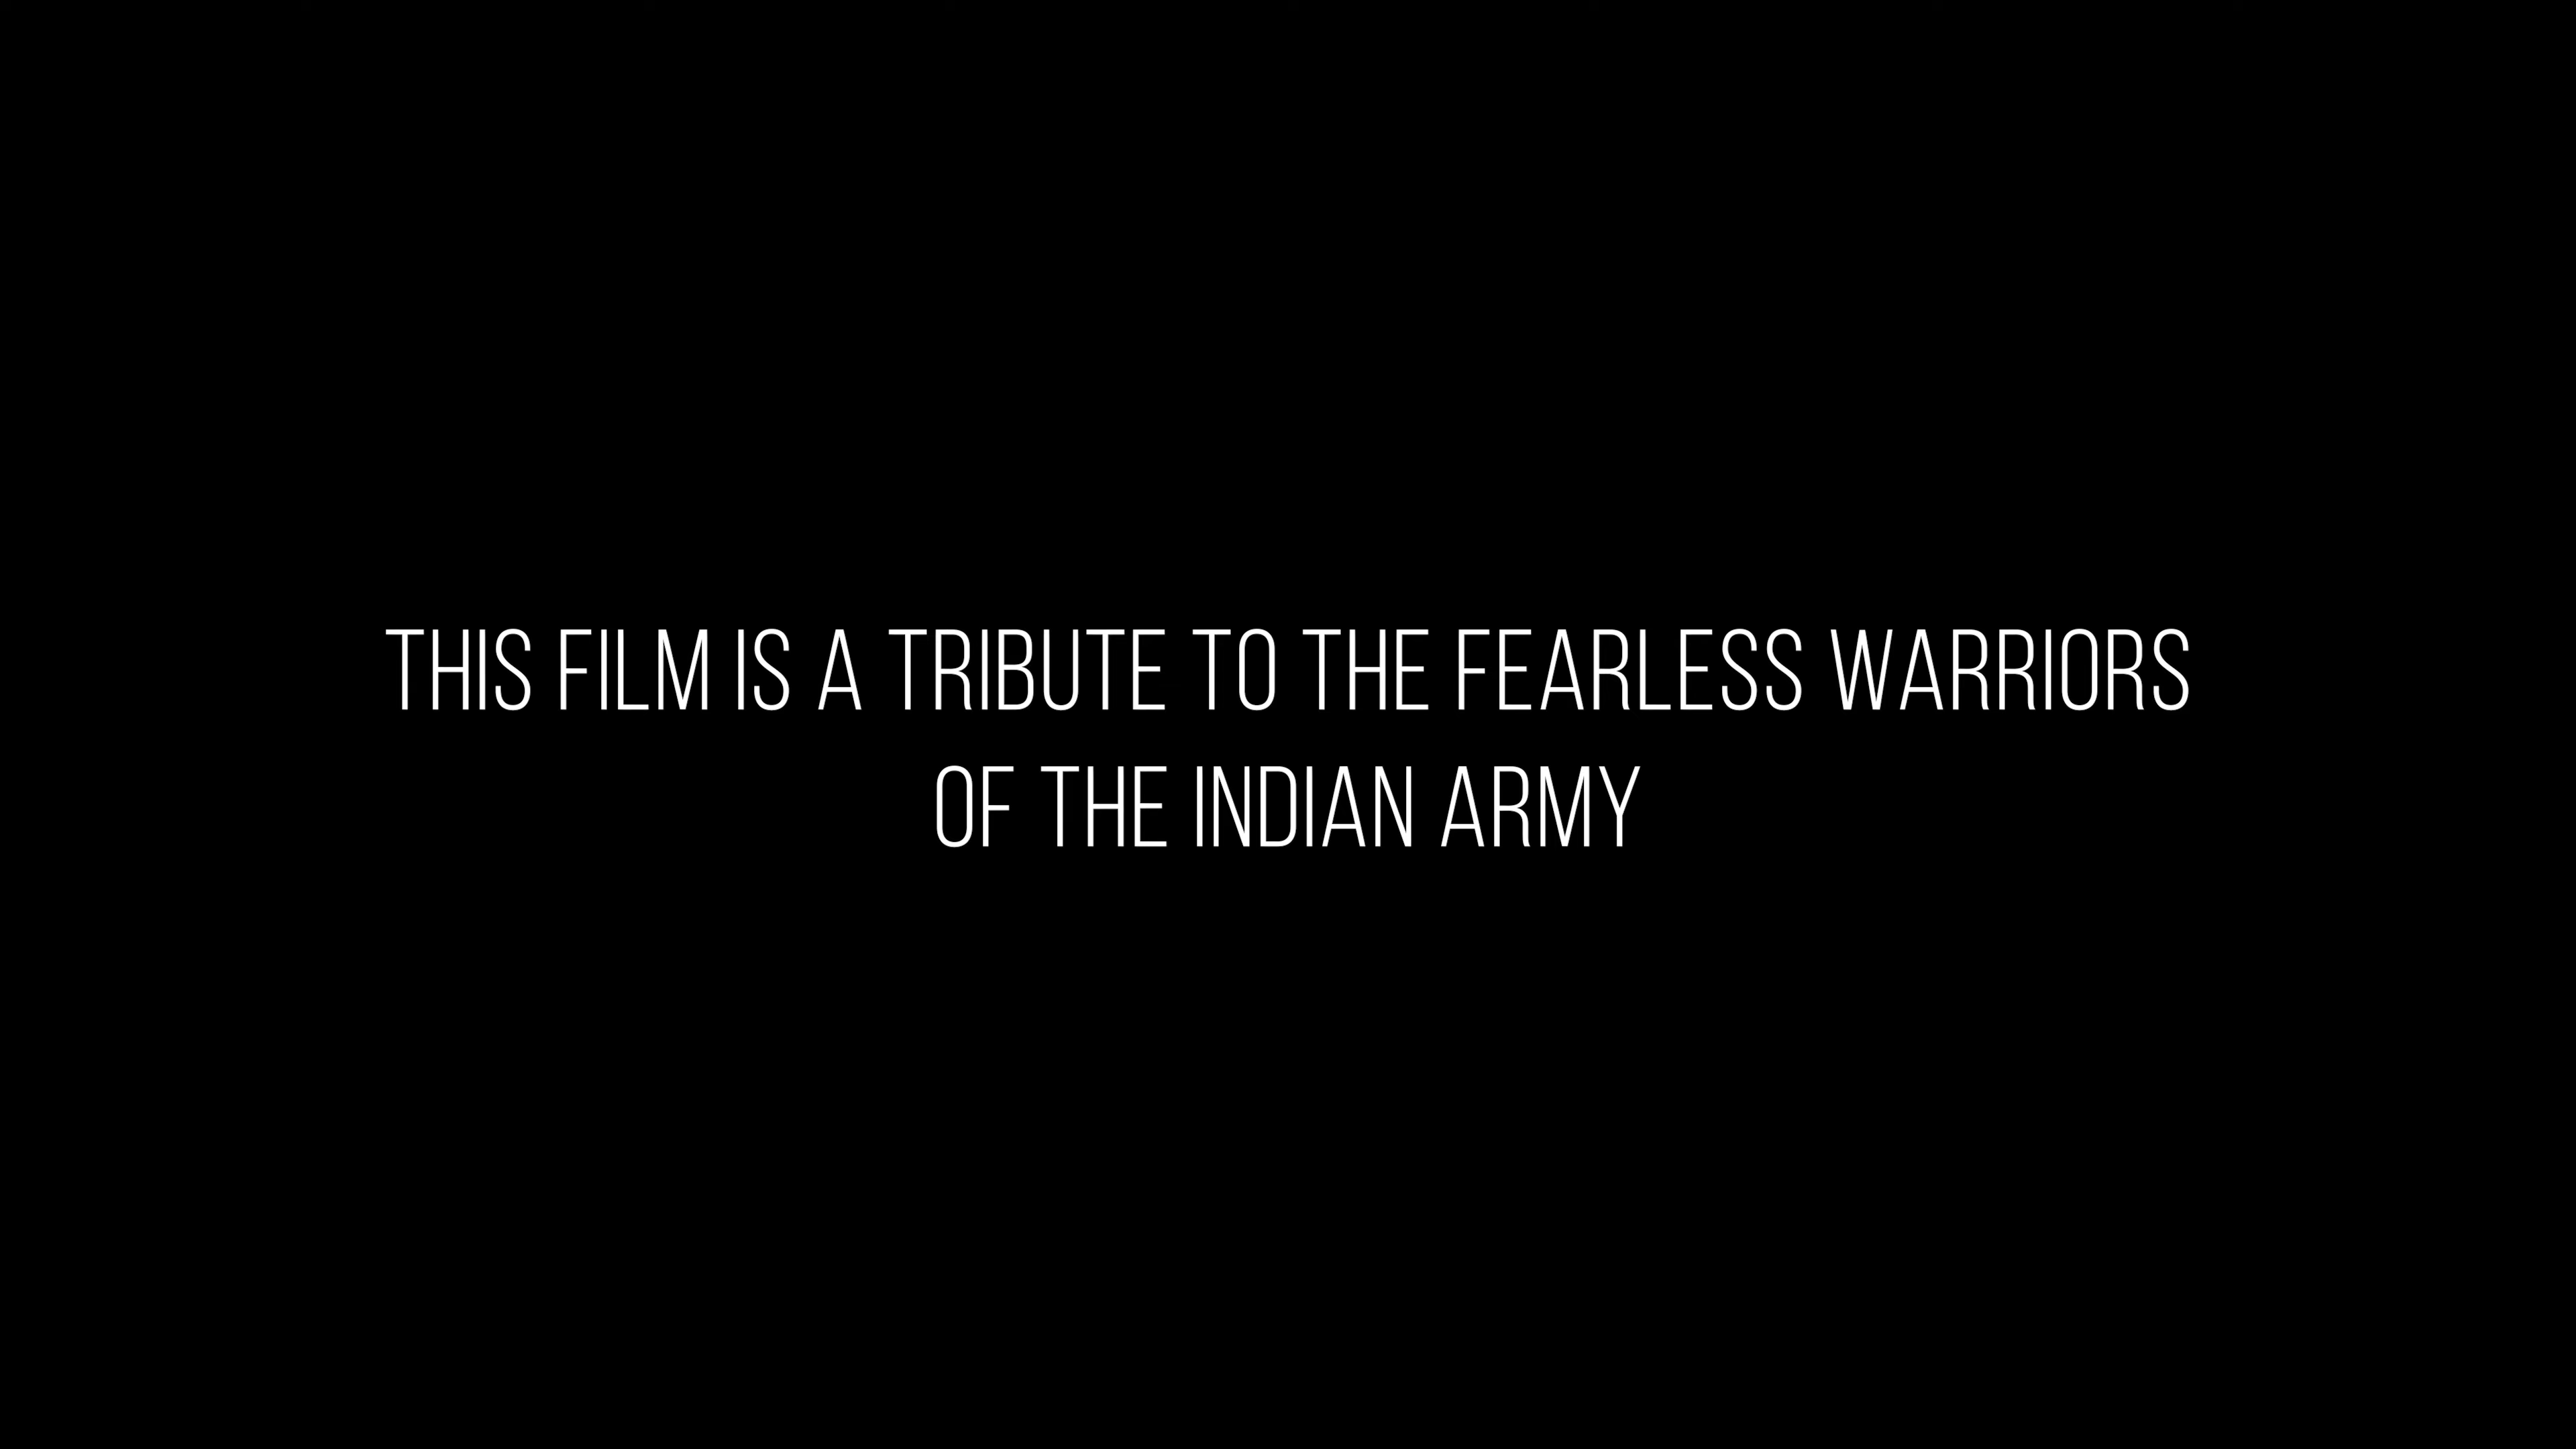 THIS FILM IS A TRIBUTE TO THE FEARLESS WARRIORS
OF THE INDIAN ARMY